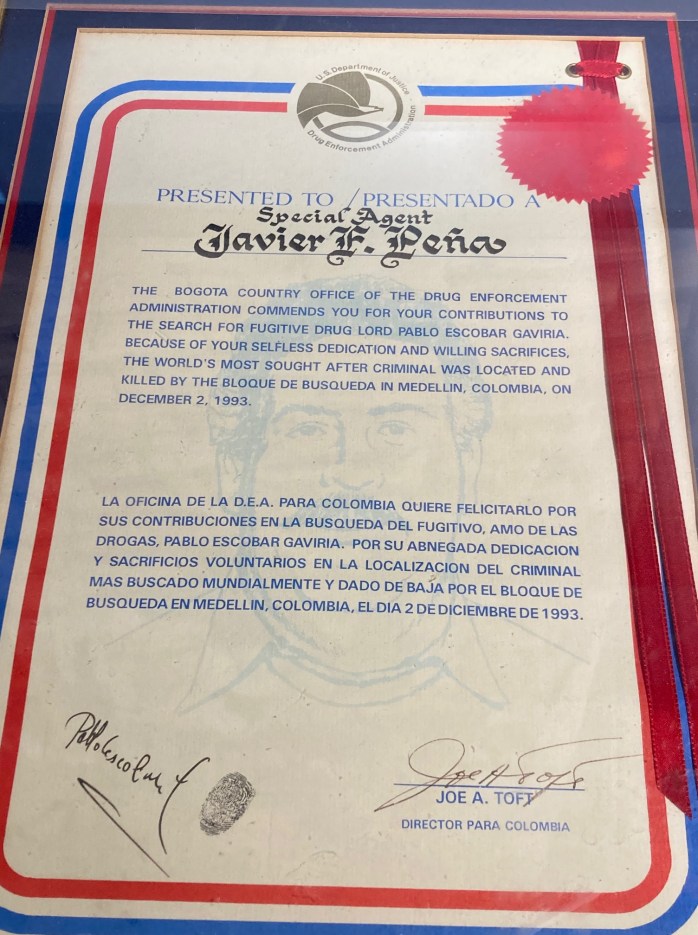 U.S. Department of Justice
Drug Enforcement Administration
PRESENTED TO / PRESENTADO A
Special Agent
Javier F. Peña
THE BOGOTA COUNTRY OFFICE OF THE DRUG ENFORCEMENT
ADMINISTRATION COMMENDS YOU FOR YOUR CONTRIBUTIONS TO
THE SEARCH FOR FUGITIVE DRUG LORD PABLO ESCOBAR GAVIRIA.
BECAUSE OF YOUR SELFLESS DEDICATION AND WILLING SACRIFICES,
THE WORLD'S MOST SOUGHT AFTER CRIMINAL WAS LOCATED AND
KILLED BY THE BLOQUE DE BUSQUEDA IN MEDELLIN, COLOMBIA, ON
DECEMBER 2, 1993.
LA OFICINA DE LA D.E.A. PARA COLOMBIA QUIERE FELICITARLO POR
SUS CONTRIBUCIONES EN LA BUSQUEDA DEL FUGITIVO, AMO DE LAS
DROGAS, PABLO ESCOBAR GAVIRIA. POR SU ABNEGADA DEDICACION
Y SACRIFICIOS VOLUNTARIOS EN LA LOCALIZACION DEL CRIMINAL
MAS BUSCADO MUNDIALMENTE Y DADO DE BAJA POR EL BLOQUE DE
BUSQUEDA EN MEDELLIN, COLOMBIA, EL DIA 2 DE DICIEMBRE DE 1993.
Pablo Escobar G
Joe A Toft
JOE A. TOFT
DIRECTOR PARA COLOMBIA